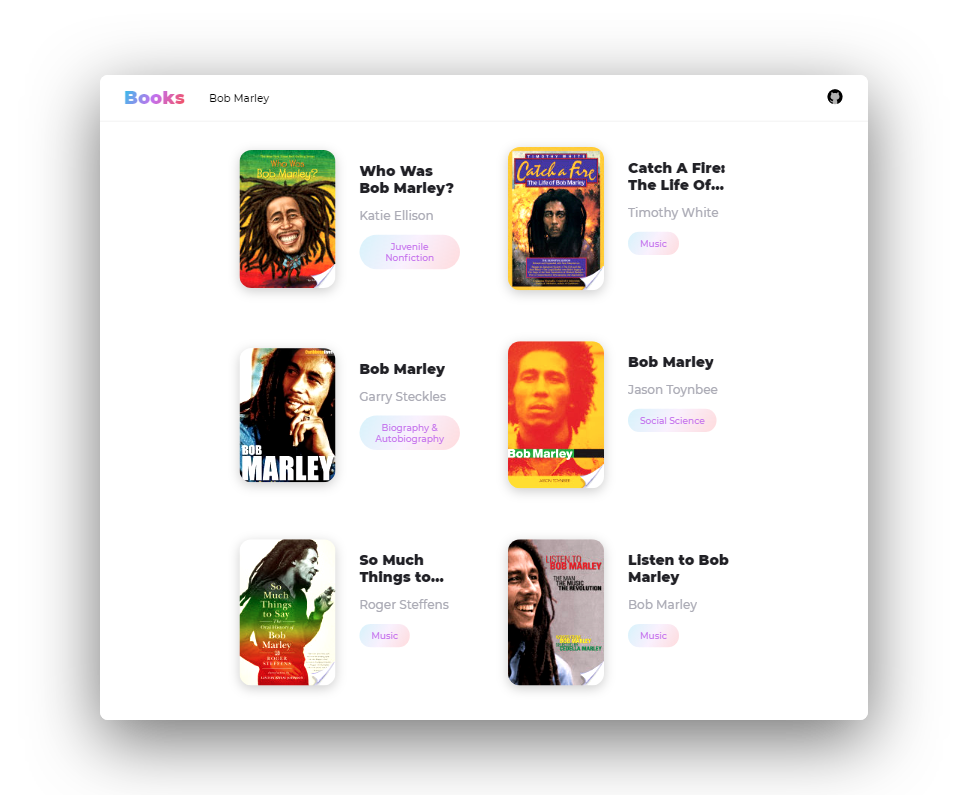 Books
Bob Marley
Who Was
Bob Marley?
Who Was
Bob Marley?
Katie Ellison
Juvenile
Nonfiction
TIMOTHY WHITE
Catch a Fire
The Life of Bob Marley
Catch A Fire:
The Life Of...
Timothy White
Music
BOB
MARLEY
Bob Marley
Garry Steckles
Biography &
Autobiography
Bob Marley
JASON TOYNBEE
Bob Marley
Jason Toynbee
Social Science
So
Much
Things
to Say
The
Oral History of
Bob
Marley
ROGER
STEFFENS
So Much
Things to...
Roger Steffens
Music
LISTEN TO
BOB MARLEY
THE MAN
THE MUSIC
THE REVOLUTION
BOB MARLEY
CEDELLA MARLEY
Listen to Bob
Marley
Bob Marley
Music